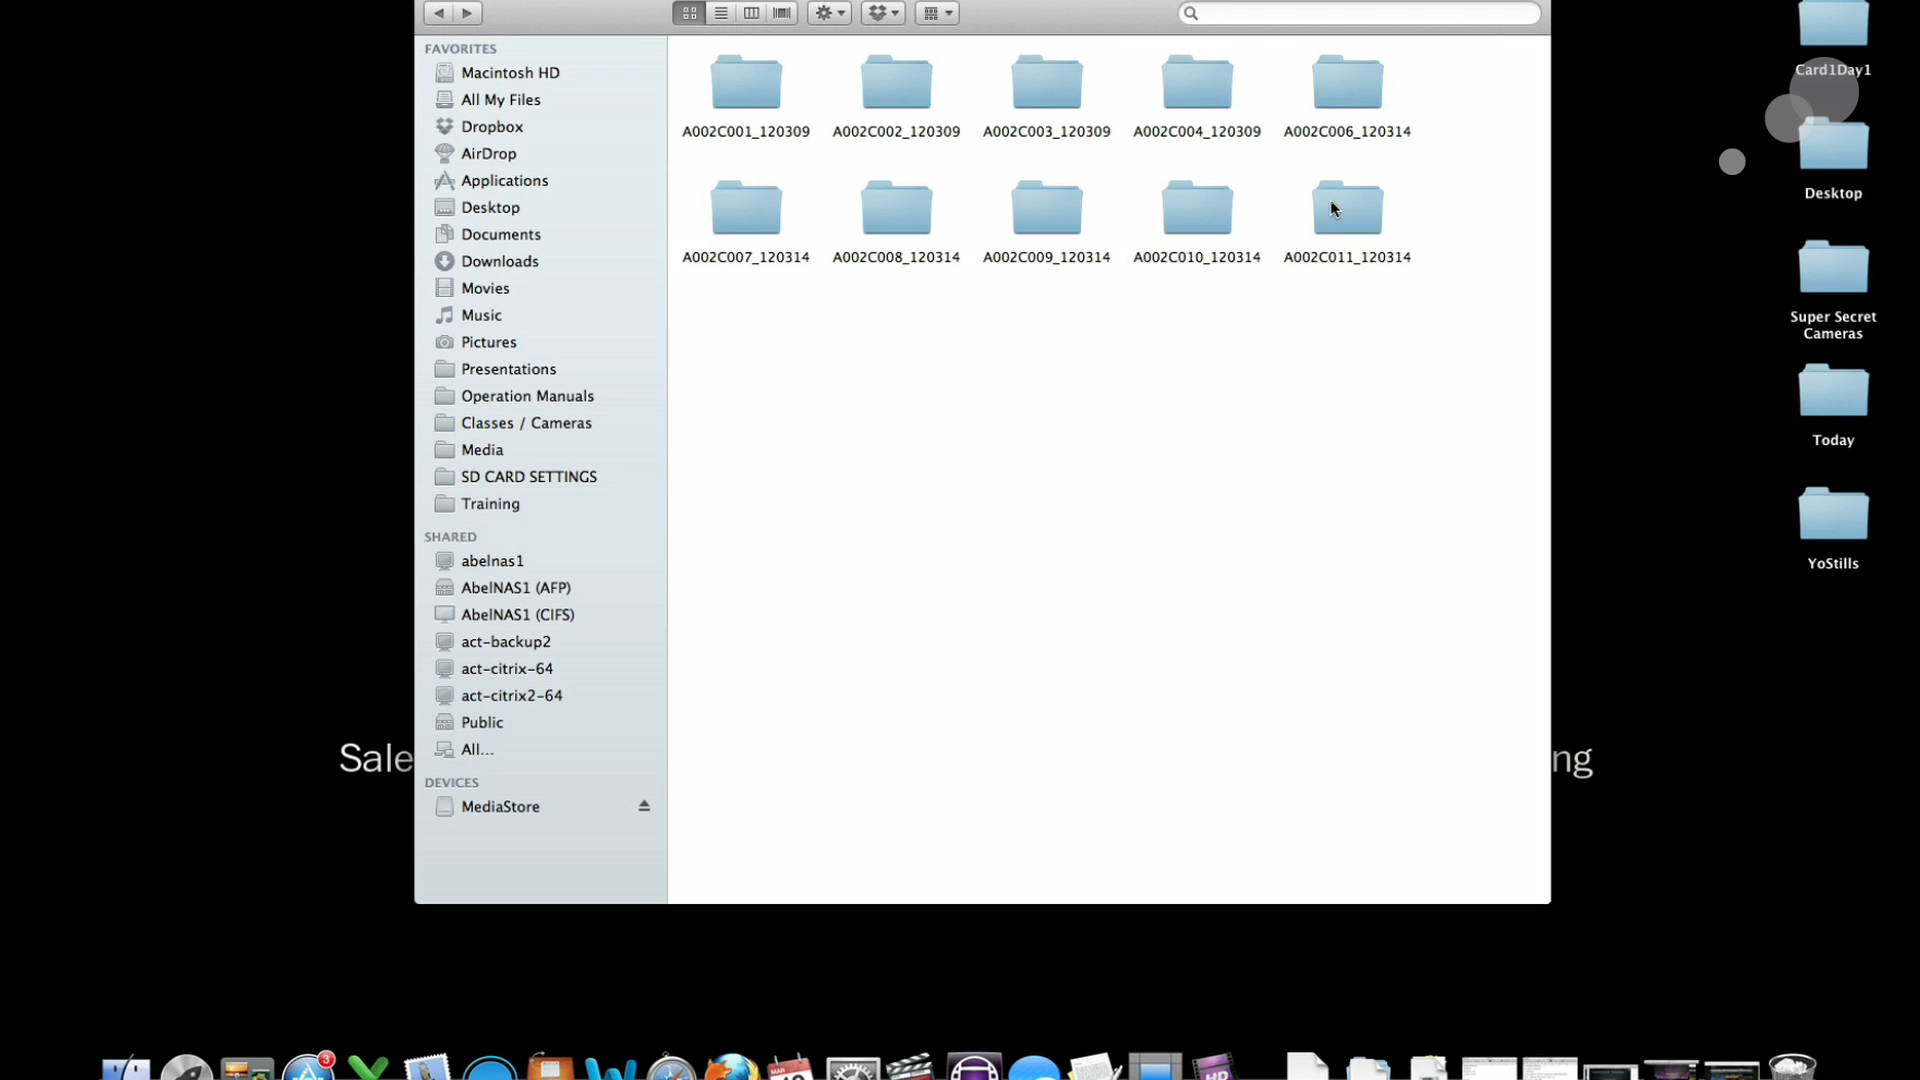 FAVORITES
Macintosh HD
All My Files
Dropbox
AirDrop
Applications
Desktop
Documents
Downloads
Movies
Music
Pictures
Presentations
Operation Manuals
Classes / Cameras
Media
SD CARD SETTINGS
Training
SHARED
abelnas1
AbelNAS1 (AFP)
AbelNAS1 (CIFS)
act-backup2
act-citrix-64
act-citrix2-64
Public
All...
DEVICES
MediaStore
A002C001_120309 A002C002_120309 A002C003_120309 A002C004_120309 A002C006_120314
A002C007_120314 A002C008_120314 A002C009_120314 A002C010_120314 A002C011_120314
Card1Day1
Desktop
Super Secret
Cameras
Today
YoStills
Sale
ng
3
MAR
HD